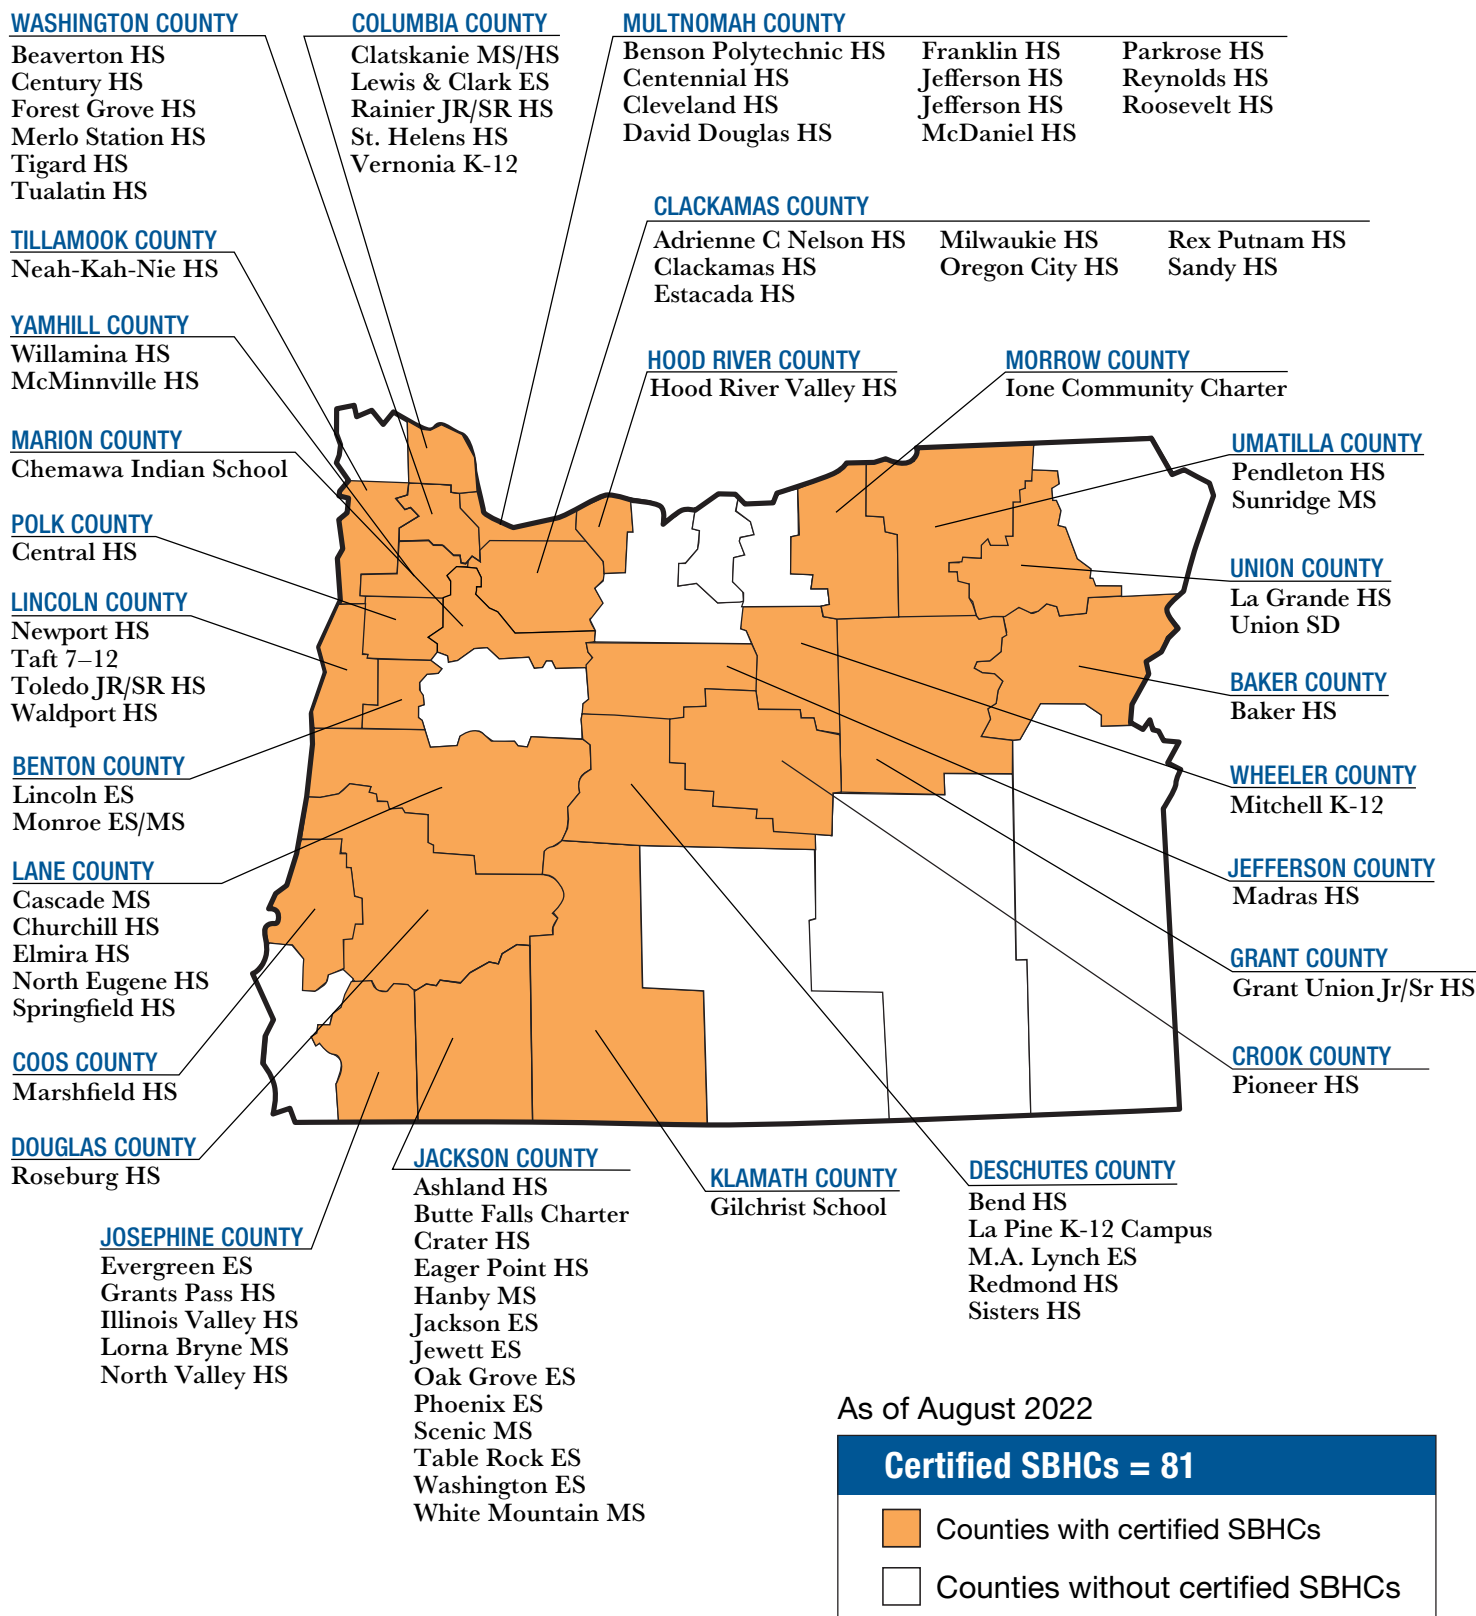 WASHINGTON COUNTY
Beaverton HS
Century HS
Forest Grove HS
Merlo Station HS
Tigard HS
Tualatin HS
COLUMBIA COUNTY
Clatskanie MS/HS
Lewis & Clark ES
Rainier JR/SR HS
St. Helens HS
Vernonia K-12
MULTNOMAH COUNTY
Benson Polytechnic HS
Centennial HS
Cleveland HS
David Douglas HS
Franklin HS
Jefferson HS
Jefferson HS
McDaniel HS
Parkrose HS
Reynolds HS
Roosevelt HS
CLACKAMAS COUNTY
Adrienne C Nelson HS
Clackamas HS
Estacada HS
Milwaukie HS
Oregon City HS
Rex Putnam HS
Sandy HS
TILLAMOOK COUNTY
Neah-Kah-Nie HS
YAMHILL COUNTY
Willamina HS
McMinnville HS
HOOD RIVER COUNTY
Hood River Valley HS
MORROW COUNTY
Ione Community Charter
MARION COUNTY
Chemawa Indian School
UMATILLA COUNTY
Pendleton HS
Sunridge MS
POLK COUNTY
Central HS
UNION COUNTY
La Grande HS
Union SD
LINCOLN COUNTY
Newport HS
Taft 7–12
Toledo JR/SR HS
Waldport HS
BAKER COUNTY
Baker HS
BENTON COUNTY
Lincoln ES
Monroe ES/MS
WHEELER COUNTY
Mitchell K-12
LANE COUNTY
Cascade MS
Churchill HS
Elmira HS
North Eugene HS
Springfield HS
JEFFERSON COUNTY
Madras HS
GRANT COUNTY
Grant Union Jr/Sr HS
COOS COUNTY
Marshfield HS
CROOK COUNTY
Pioneer HS
DOUGLAS COUNTY
Roseburg HS
JACKSON COUNTY
Ashland HS
Butte Falls Charter
Crater HS
Eager Point HS
Hanby MS
Jackson ES
Jewett ES
Oak Grove ES
Phoenix ES
Scenic MS
Table Rock ES
Washington ES
White Mountain MS
KLAMATH COUNTY
Gilchrist School
DESCHUTES COUNTY
Bend HS
La Pine K-12 Campus
M.A. Lynch ES
Redmond HS
Sisters HS
JOSEPHINE COUNTY
Evergreen ES
Grants Pass HS
Illinois Valley HS
Lorna Bryne MS
North Valley HS
As of August 2022
Certified SBHCs = 81
Counties with certified SBHCs
Counties without certified SBHCs